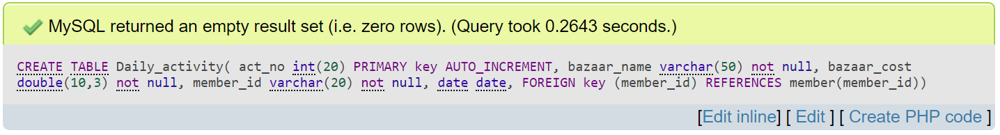 MySQL returned an empty result set (i.e. zero rows). (Query took 0.2643 seconds.)
CREATE TABLE Daily_activity( act_no int(20) PRIMARY key AUTO_INCREMENT, bazaar_name varchar(50) not null, bazaar_cost
double(10,3) not null, member_id varchar(20) not null, date date, FOREIGN key (member_id) REFERENCES member(member_id))
[Edit inline] [ Edit ] [ Create PHP code ]